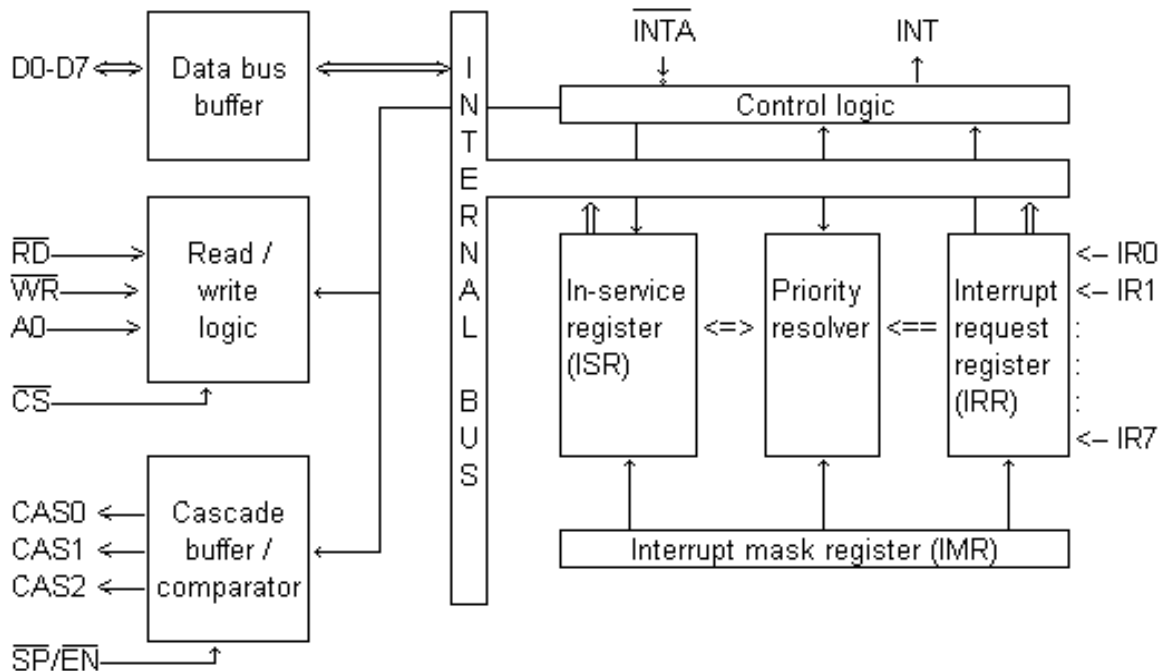 D0-D7
Data bus
buffer
INTERNAL BUS
INTA
INT
Control logic
RD
WR
A0
CS
Read /
write
logic
In-service
register
(ISR)
<=>
Priority
resolver
<==
Interrupt
request
register
(IRR)
<– IR0
<– IR1
:
:
:
<– IR7
CAS0
CAS1
CAS2
Cascade
buffer /
comparator
SP/EN
Interrupt mask register (IMR)